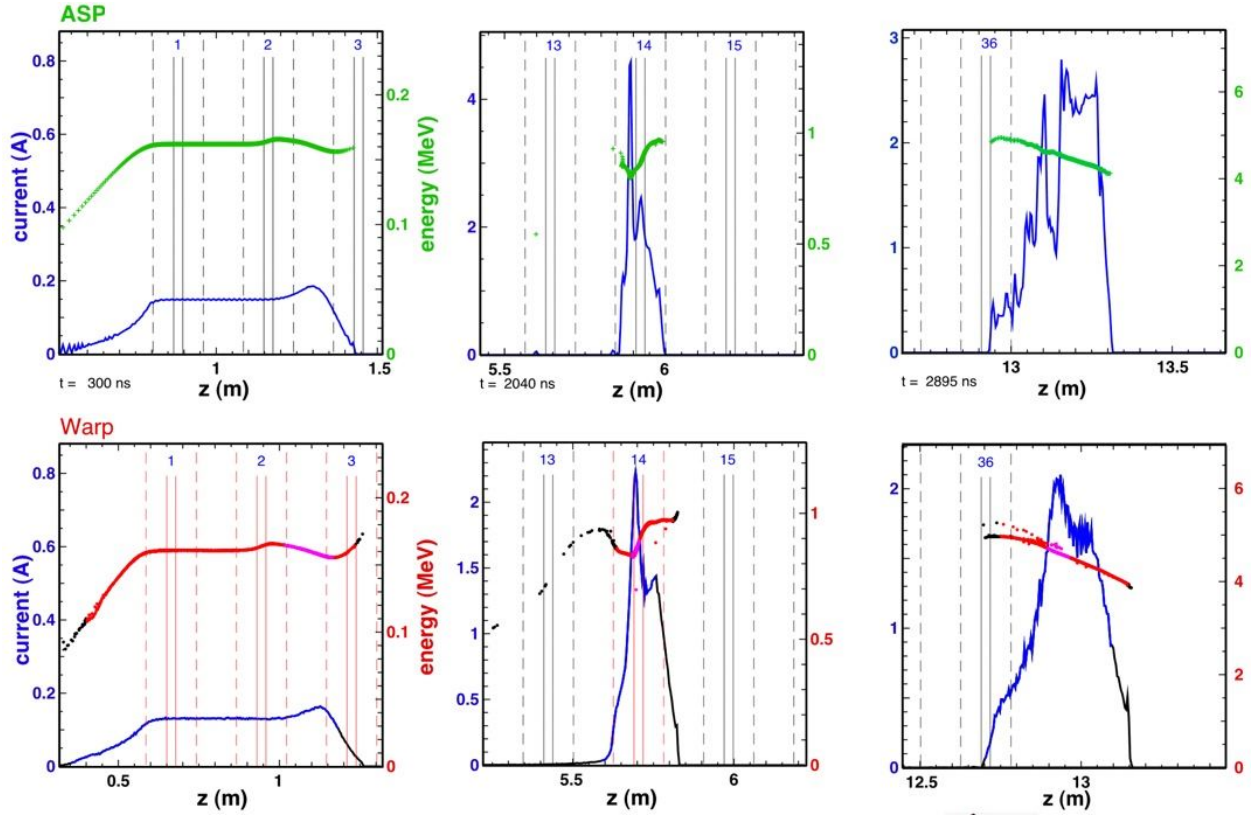 ASP
1 2 3
13 14 15
36
0.8
0.6
0.4
0.2
0
current (A)
0.2
0.1
0
energy (MeV)
1 1.5
t = 300 ns
z (m)
4
2
0
1
0.5
0
5.5 6
t = 2040 ns
z (m)
3
2
1
0
6
4
2
0
13 13.5
t = 2895 ns
z (m)
Warp
1 2 3
13 14 15
36
0.8
0.6
0.4
0.2
0
current (A)
0.2
0.1
0
energy (MeV)
0.5 1
z (m)
2
1.5
1
0.5
0
1
0.5
0
5.5 6
z (m)
2
1
0
6
4
2
0
12.5 13
z (m)